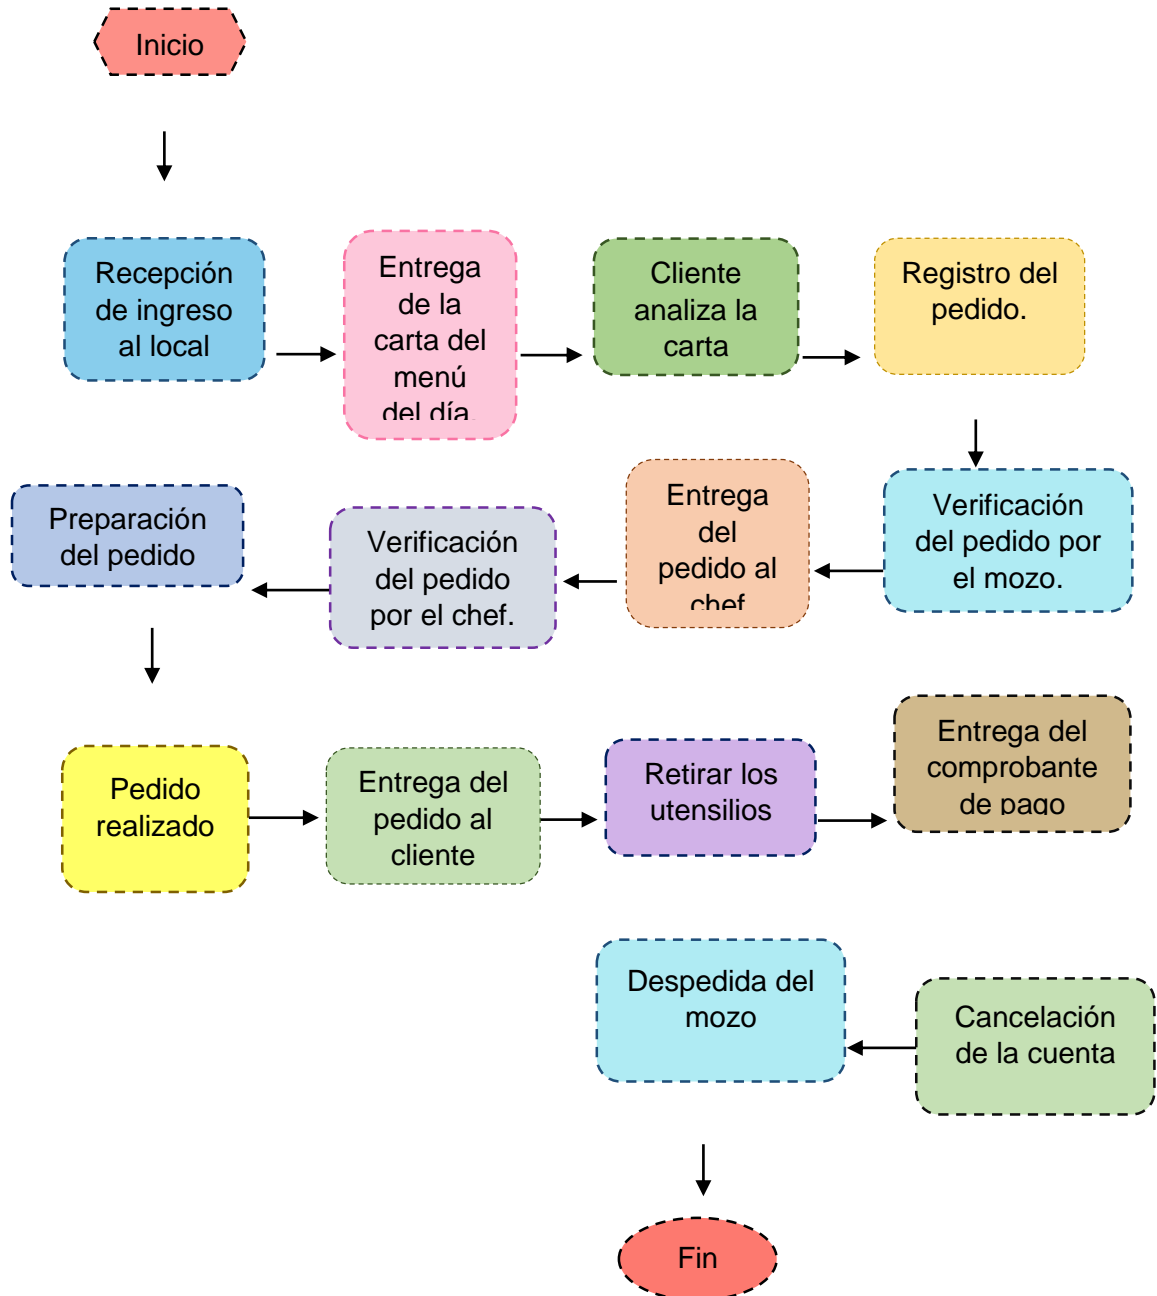 Inicio
Recepción
de ingreso
al local
Entrega
de la
carta del
menú
del día
Cliente
analiza la
carta
Registro del
pedido.
Verificación
del pedido por
el mozo.
Entrega
del
pedido al
chef
Verificación
del pedido
por el chef.
Preparación
del pedido
Pedido
realizado
Entrega del
pedido al
cliente
Retirar los
utensilios
Entrega del
comprobante
de pago
Cancelación
de la cuenta
Despedida del
mozo
Fin